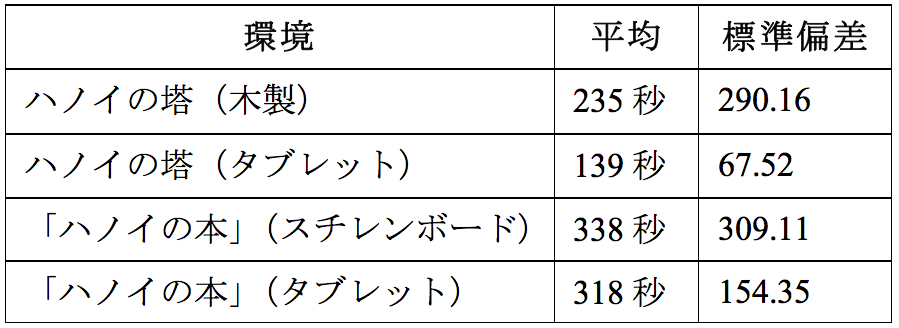 環境 平均 標準偏差
ハノイの塔（木製） 235 秒 290.16
ハノイの塔（タブレット） 139 秒 67.52
「ハノイの本」（スチレンボード） 338 秒 309.11
「ハノイの本」（タブレット） 318 秒 154.35